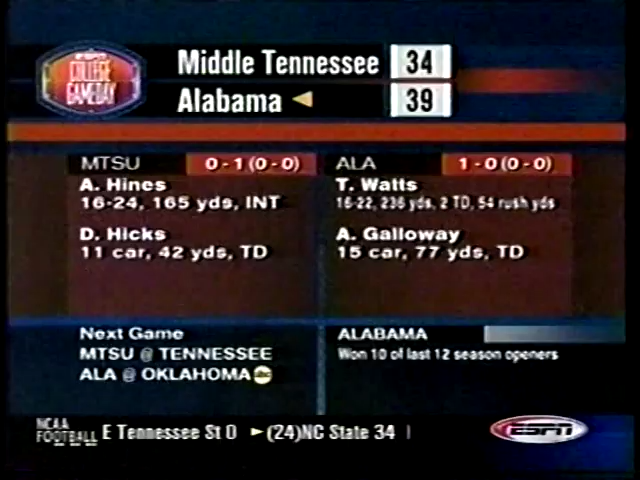 ESPN
COLLEGE
GAMEDAY
Middle Tennessee 34
Alabama 39
MTSU 0-1 (0-0)
A. Hines
16-24, 165 yds, INT
D. Hicks
11 car, 42 yds, TD
ALA 1-0 (0-0)
T. Watts
16-22, 236 yds, 2 TD, 54 rush yds
A. Galloway
15 car, 77 yds, TD
Next Game
MTSU @ TENNESSEE
ALA @ OKLAHOMA abc
ALABAMA
Won 10 of last 12 season openers
NCAA
FOOTBALL
E Tennessee St 0 (24)NC State 34
ESPN